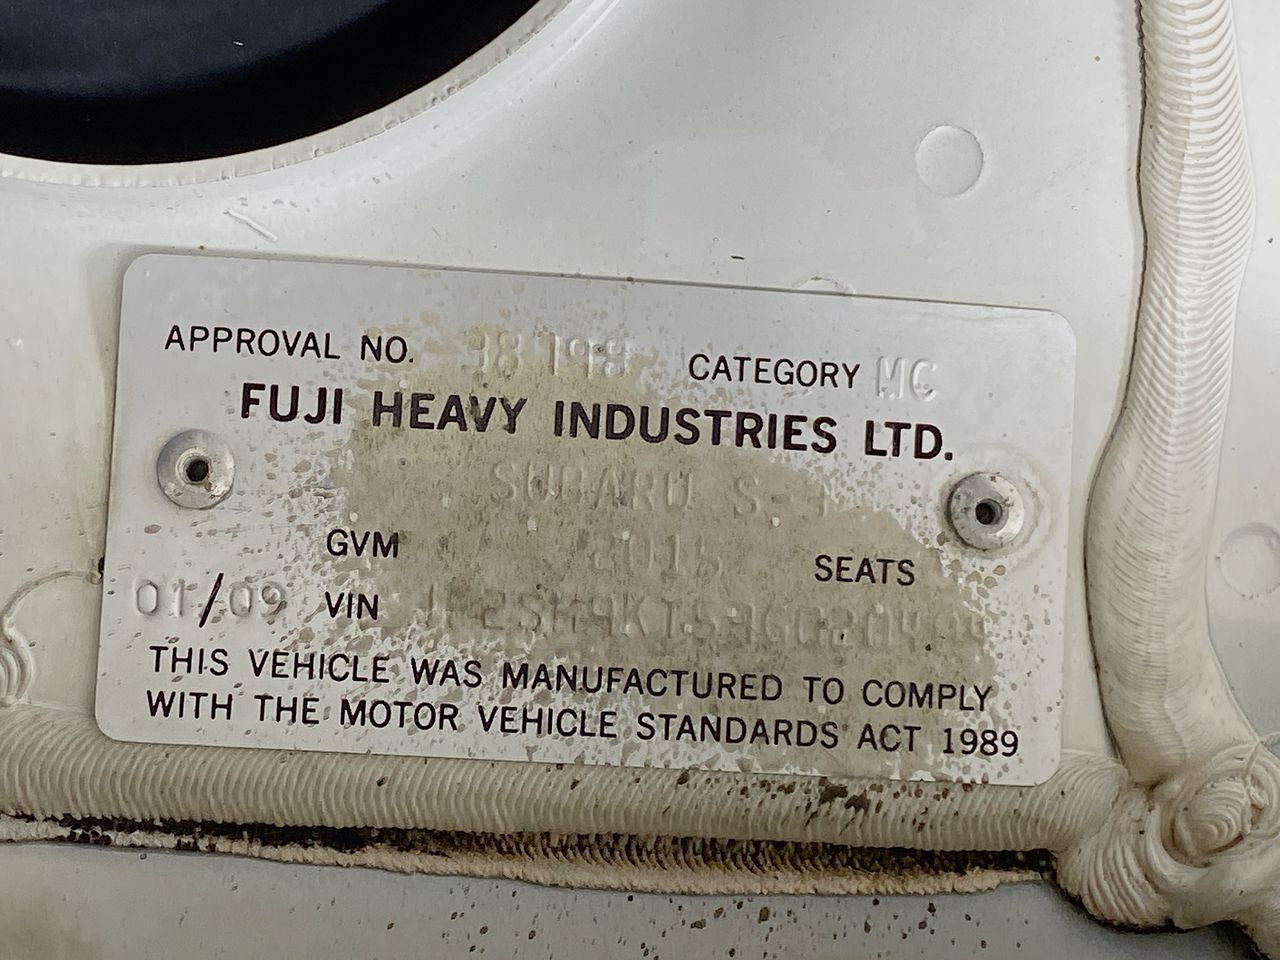 APPROVAL NO. CATEGORY MC
FUJI HEAVY INDUSTRIES LTD.
SUBARU
GVM SEATS
01/09 VIN
THIS VEHICLE WAS MANUFACTURED TO COMPLY
WITH THE MOTOR VEHICLE STANDARDS ACT 1989